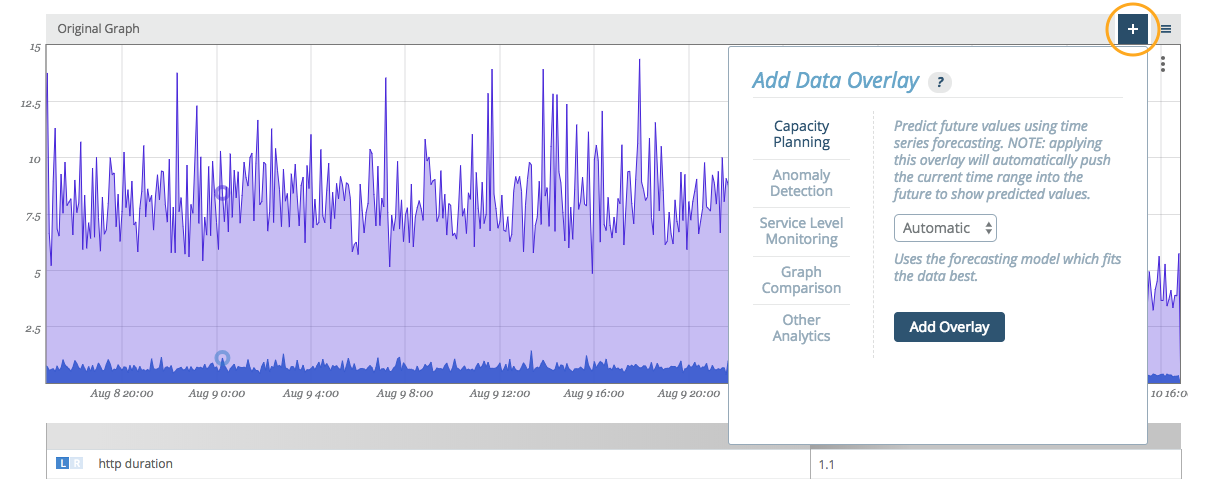 Original Graph
+
15
12.5
10
7.5
5
2.5
Aug 8 20:00
Aug 9 0:00
Aug 9 4:00
Aug 9 8:00
Aug 9 12:00
Aug 9 16:00
Aug 9 20:00
10 16:0
Add Data Overlay ?
Capacity
Planning
Anomaly
Detection
Service Level
Monitoring
Graph
Comparison
Other
Analytics
Predict future values using time
series forecasting. NOTE: applying
this overlay will automatically push
the current time range into the
future to show predicted values.
Automatic
Uses the forecasting model which fits
the data best.
Add Overlay
L R http duration
1.1